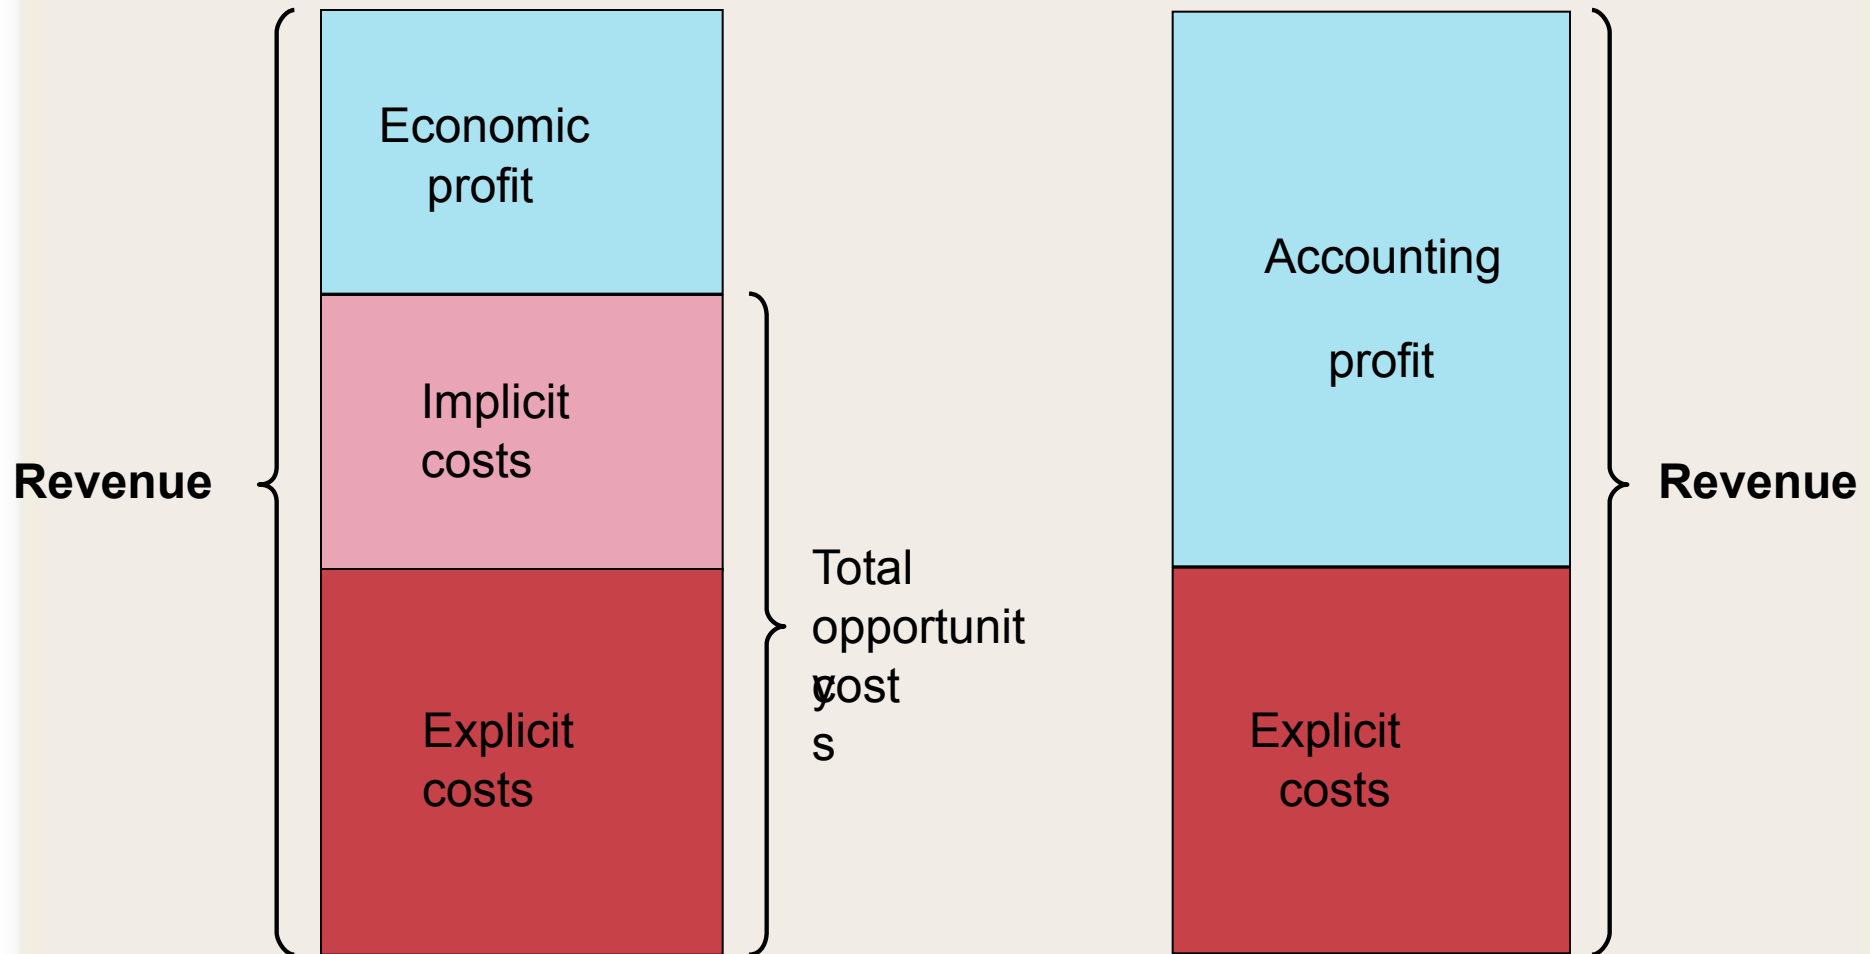 Economic
profit
Implicit
costs
Revenue
Explicit
costs
Total
opportunit
y
cost
s
Accounting
profit
Explicit
costs
Revenue